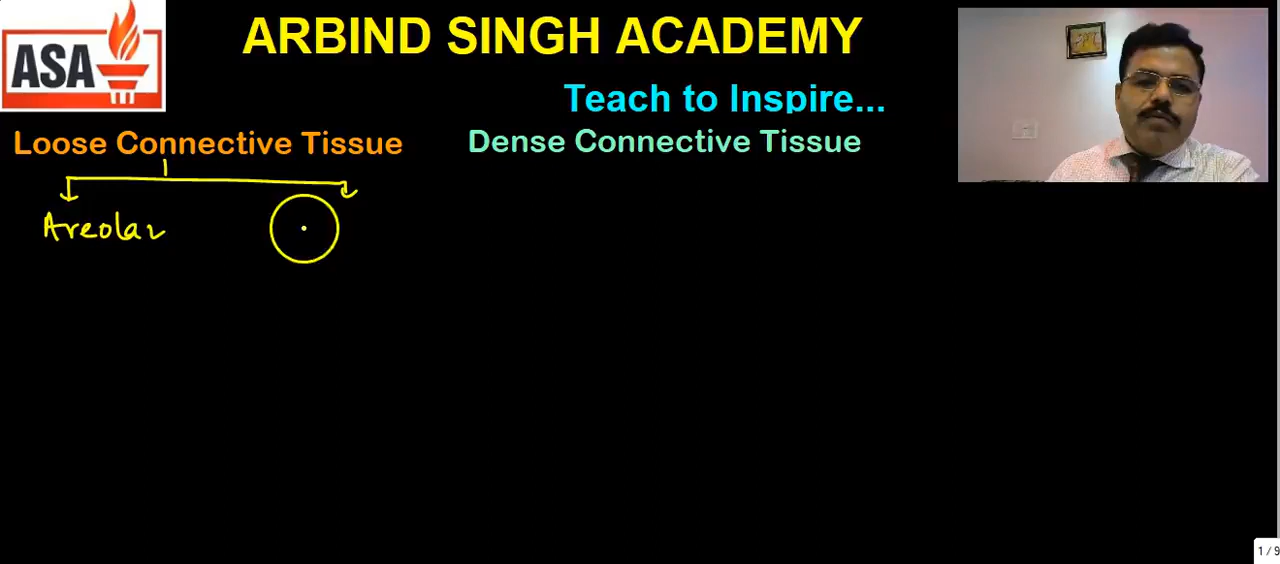 ASA
ARBIND SINGH ACADEMY
Teach to Inspire...
Loose Connective Tissue
Dense Connective Tissue
Areolar
1 / 9